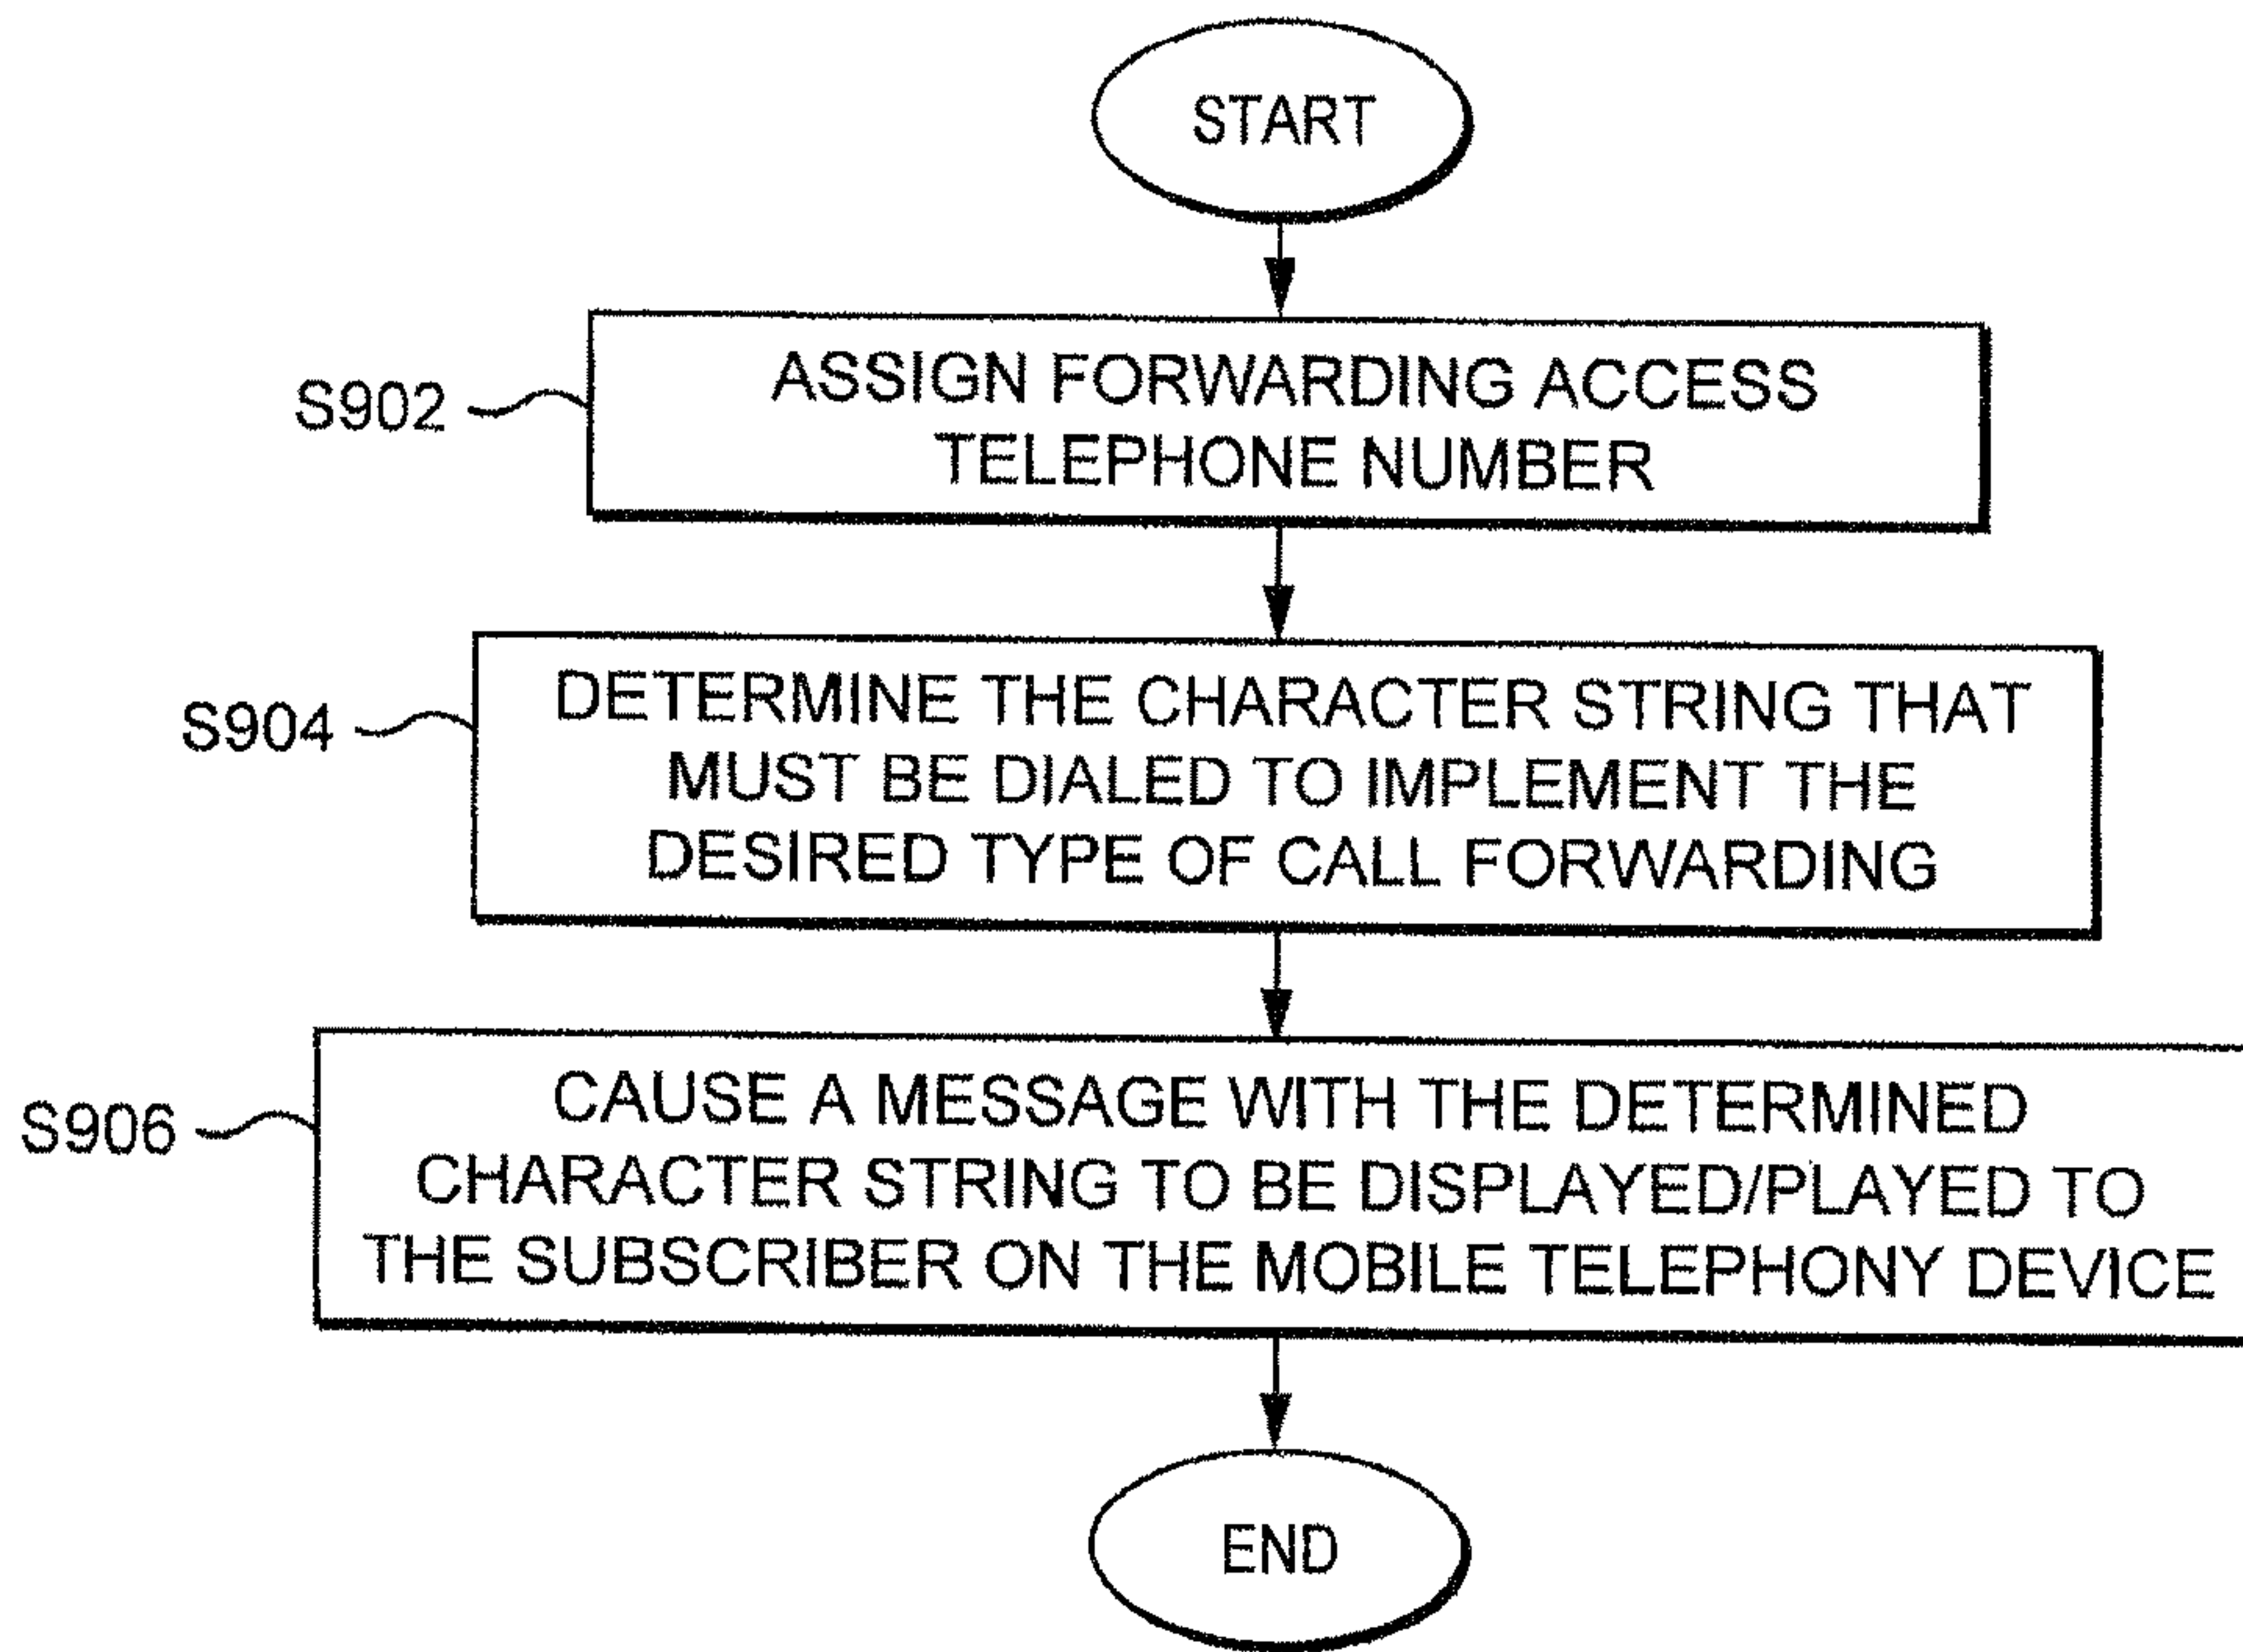 START
S902
ASSIGN FORWARDING ACCESS
TELEPHONE NUMBER
S904
DETERMINE THE CHARACTER STRING THAT
MUST BE DIALED TO IMPLEMENT THE
DESIRED TYPE OF CALL FORWARDING
S906
CAUSE A MESSAGE WITH THE DETERMINED
CHARACTER STRING TO BE DISPLAYED/PLAYED TO
THE SUBSCRIBER ON THE MOBILE TELEPHONY DEVICE
END